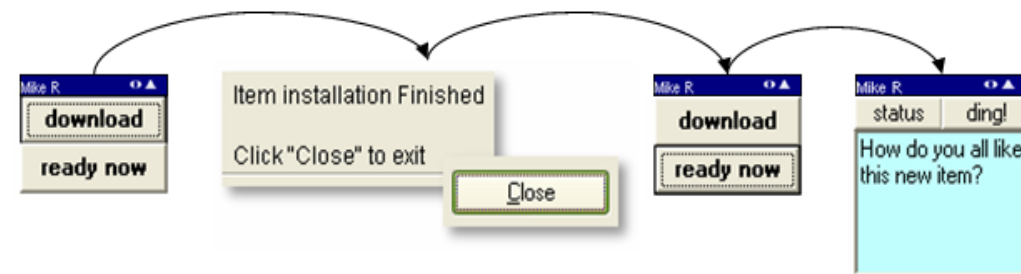 Mike R
download
ready now
Item installation Finished
Click "Close" to exit
Close
Mike R
download
ready now
Mike R
status ding!
How do you all like
this new item?